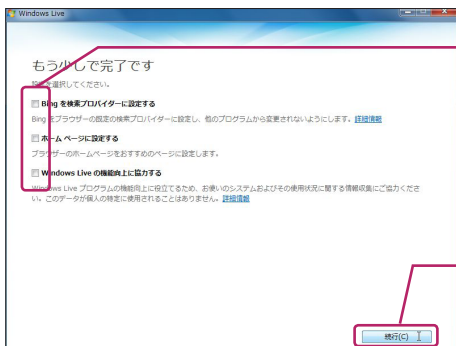 Windows Live
もう少しで完了です
設定を選択してください。
Bing を検索プロバイダーに設定する
Bing をブラウザーの既定の検索プロバイダーに設定し、他のプログラムから変更されないようにします。詳細情報
ホーム ページに設定する
ブラウザーのホームページをおすすめのページに設定します。
Windows Live の機能向上に協力する
Windows Live プログラムの機能向上に役立てるため、お使いのシステムおよびその使用状況に関する情報収集にご協力くださ
い。このデータが個人の特定に使用されることはありません。詳細情報
続行(C)